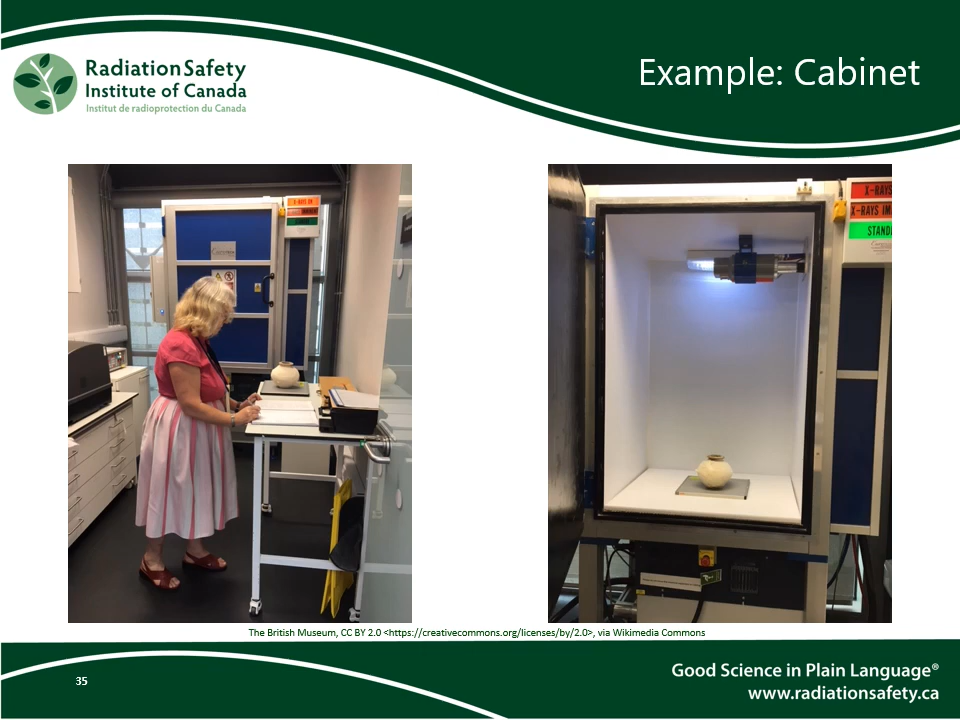 Radiation Safety
Institute of Canada
Institut de radioprotection du Canada
Example: Cabinet
X-RAYS ON
X-RAYS
X-RAYS IM
STAND
The British Museum, CC BY 2.0 <https://creativecommons.org/licenses/by/2.0>, via Wikimedia Commons
35
Good Science in Plain Language®
www.radiationsafety.ca